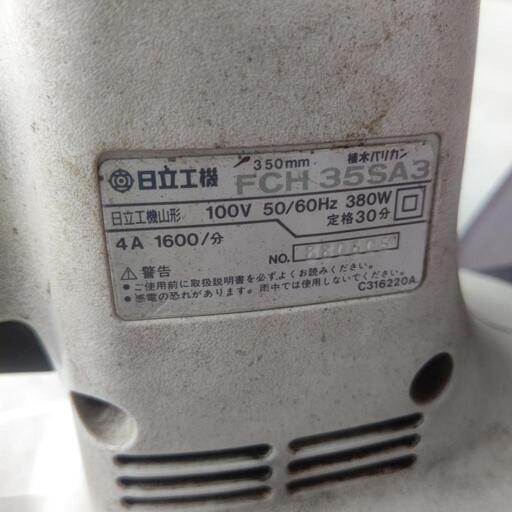 350mm 植木バリカン
日立工機 FCH 35SA3
日立工機山形 100V 50/60Hz 380W
4A 1600/分 定格30分
NO.
警告
●ご使用前に取扱説明書を必ずよくお読みください。
●感電の恐れがあります。雨中では使用しないでください。
C316220A